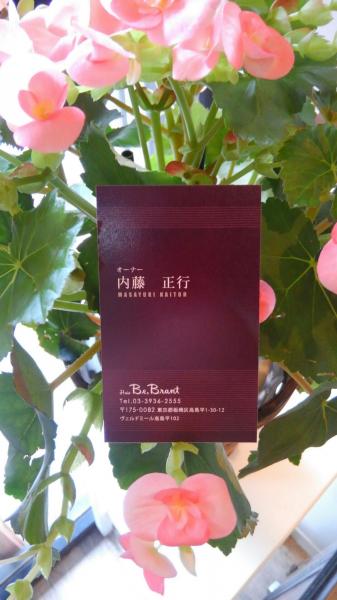 オーナー
内藤 正行
MASAYUKI NAITOH
Hair Be.Brant
Tel.03-3936-2555
〒175-0082 東京都板橋区高島平1-30-12
ヴェルドミール高島平102